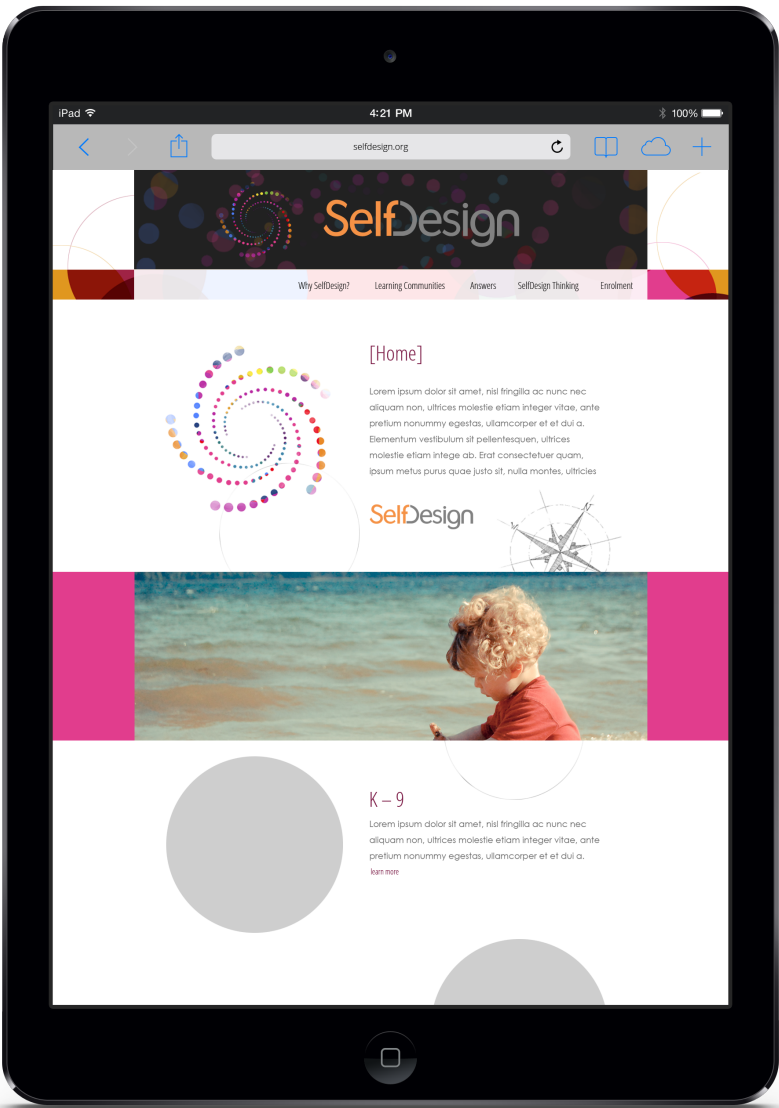 iPad
4:21 PM
100%
selfdesign.org
SelfDesign
Why SelfDesign?
Learning Communities
Answers
SelfDesign Thinking
Enrolment
[Home]
Lorem ipsum dolor sit amet, nisl fringilla ac nunc nec
aliquam non, ultrices molestie etiam integer vitae, ante
pretium nonummy egestas, ullamcorper et et dui a.
Elementum vestibulum sit pellentesquen, ultrices
molestie etiam intege ab. Erat consectetuer quam,
ipsum metus purus quae justo sit, nulla montes, ultricies
SelfDesign
N
K – 9
Lorem ipsum dolor sit amet, nisl fringilla ac nunc nec
aliquam non, ultrices molestie etiam integer vitae, ante
pretium nonummy egestas, ullamcorper et et dui a.
learn more